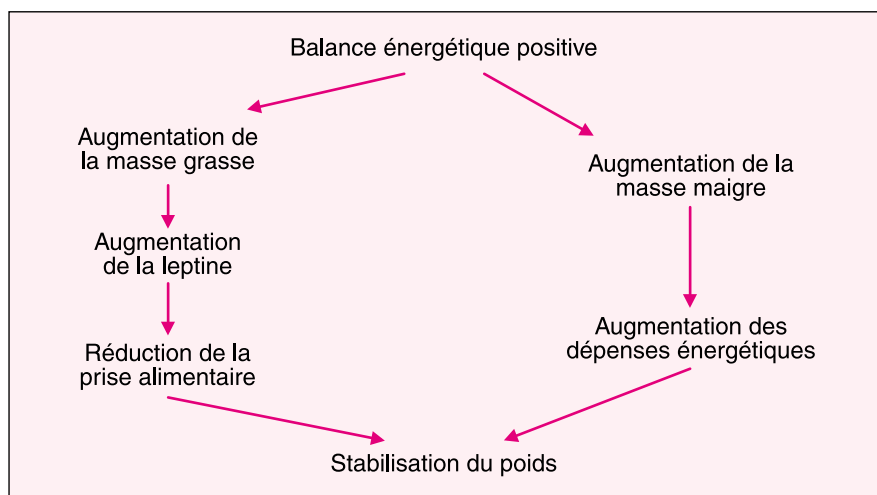 Balance énergétique positive
Augmentation de
la masse grasse
Augmentation
de la leptine
Réduction de la
prise alimentaire
Augmentation de la
masse maigre
Augmentation des
dépenses énergétiques
Stabilisation du poids